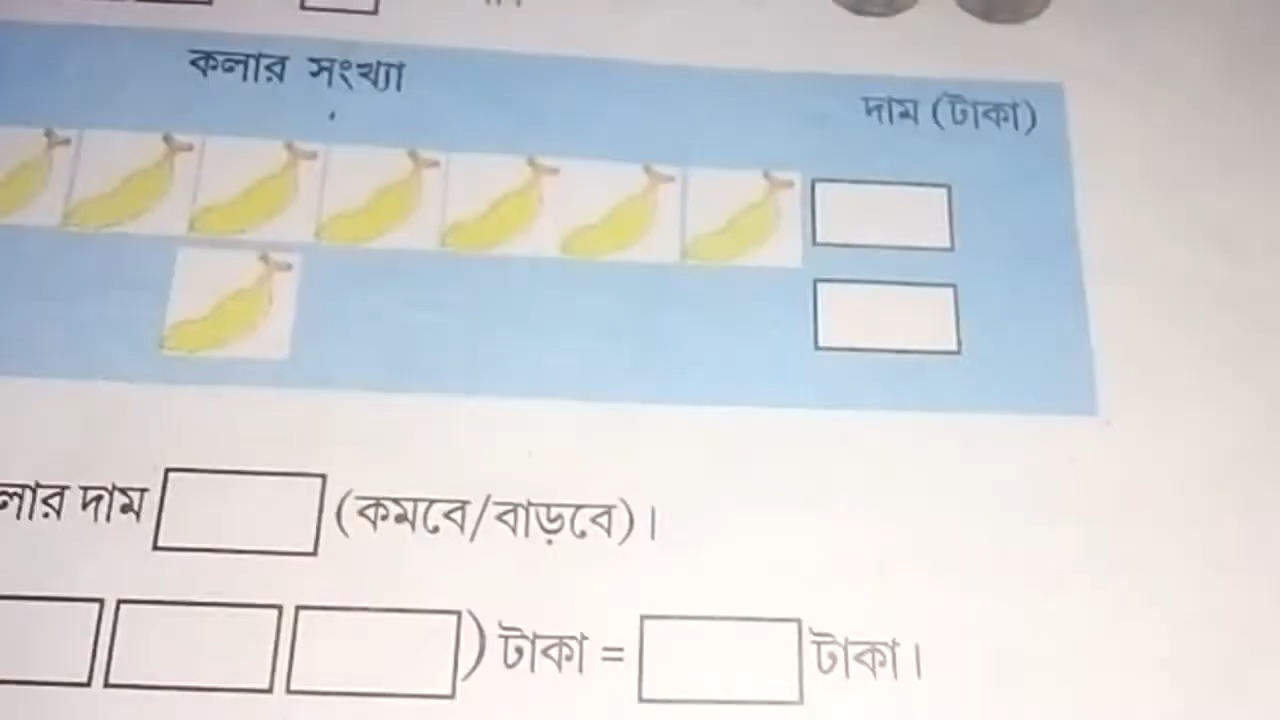 কলার সংখ্যা
দাম (টাকা)
লার দাম (কমবে/বাড়বে)।
) টাকা = টাকা।